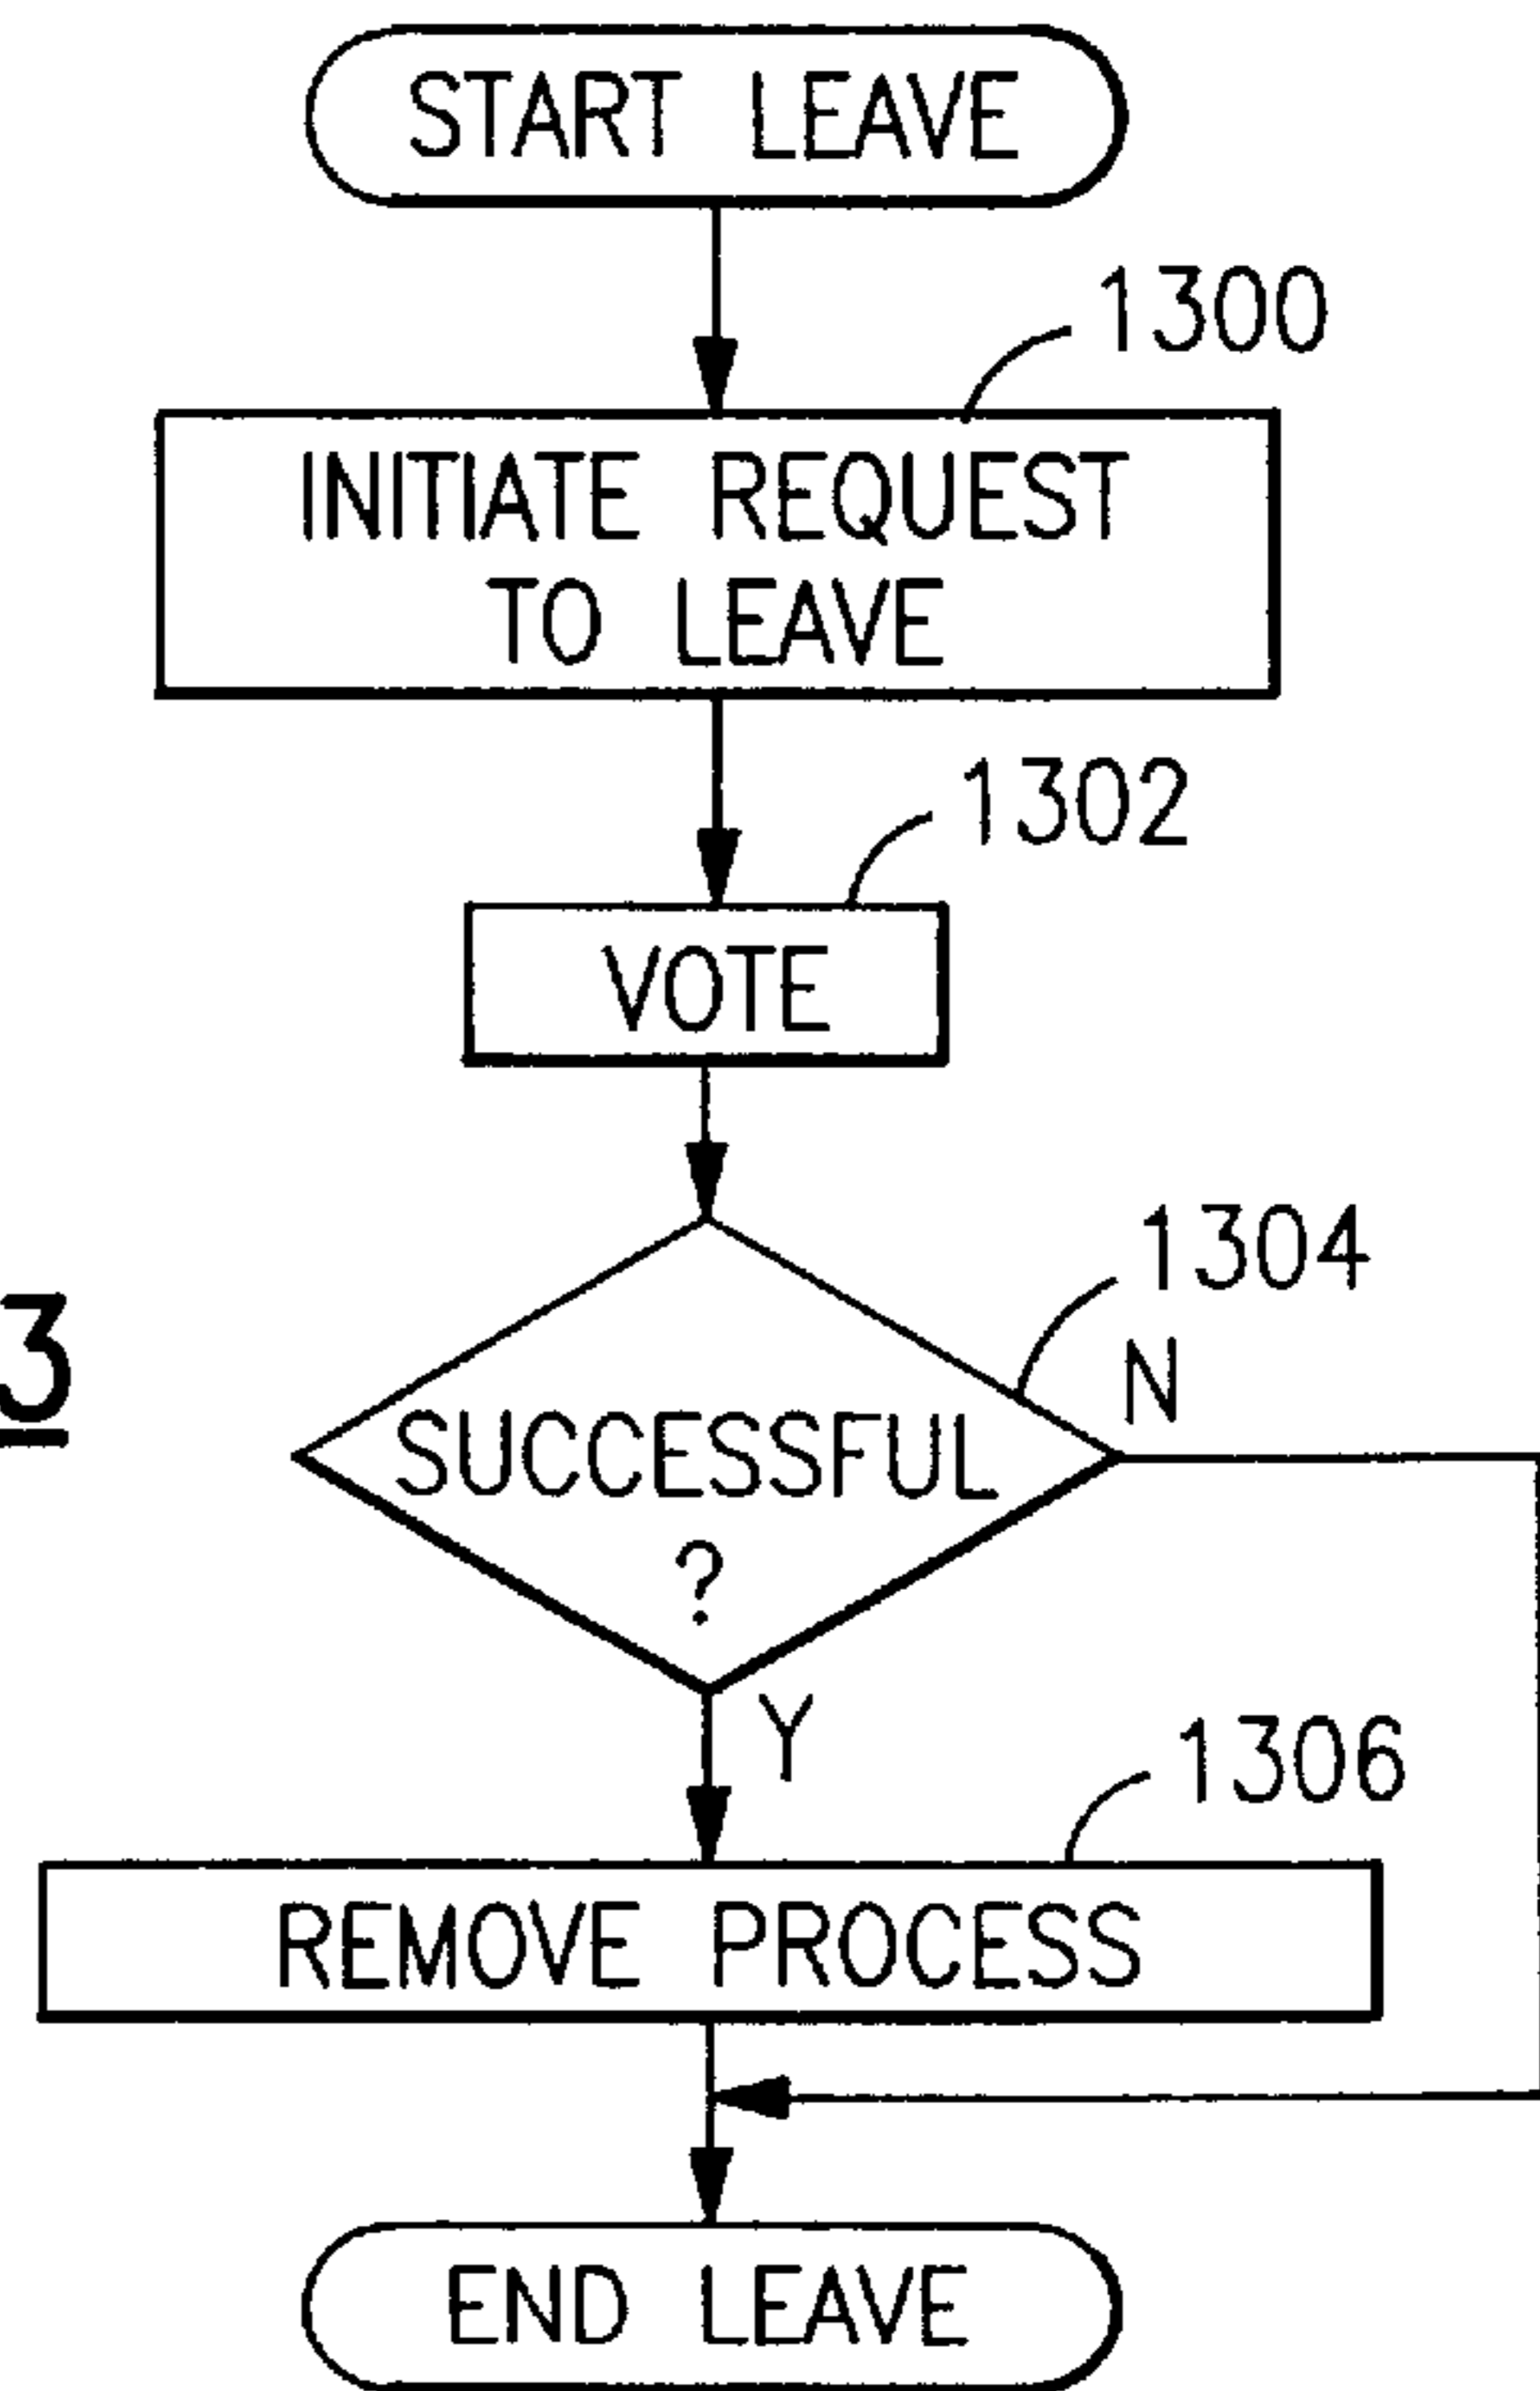 START LEAVE
1300
INITIATE REQUEST
TO LEAVE
1302
VOTE
1304
N
3
SUCCESSFUL
?
Y
1306
REMOVE PROCESS
END LEAVE